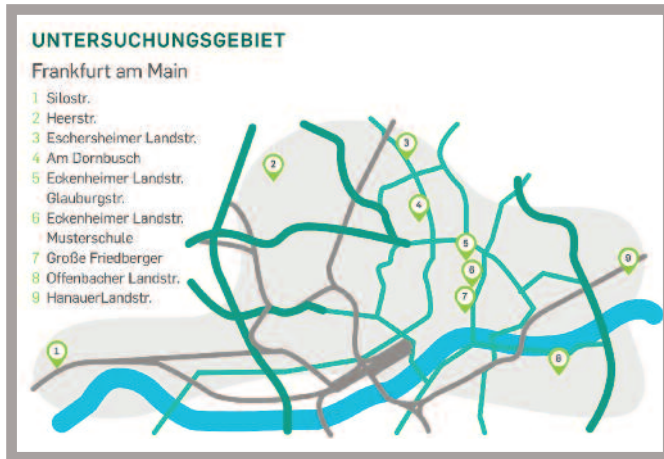 UNTERSUCHUNGSGEBIET
Frankfurt am Main
1 Silostr.
2 Heerstr.
3 Eschersheimer Landstr.
4 Am Dornbusch
5 Eckenheimer Landstr.
Glauburgstr.
6 Eckenheimer Landstr.
Musterschule
7 Große Friedberger
8 Offenbacher Landstr.
9 HanauerLandstr.
3
2
4
5
9
6
7
1
8